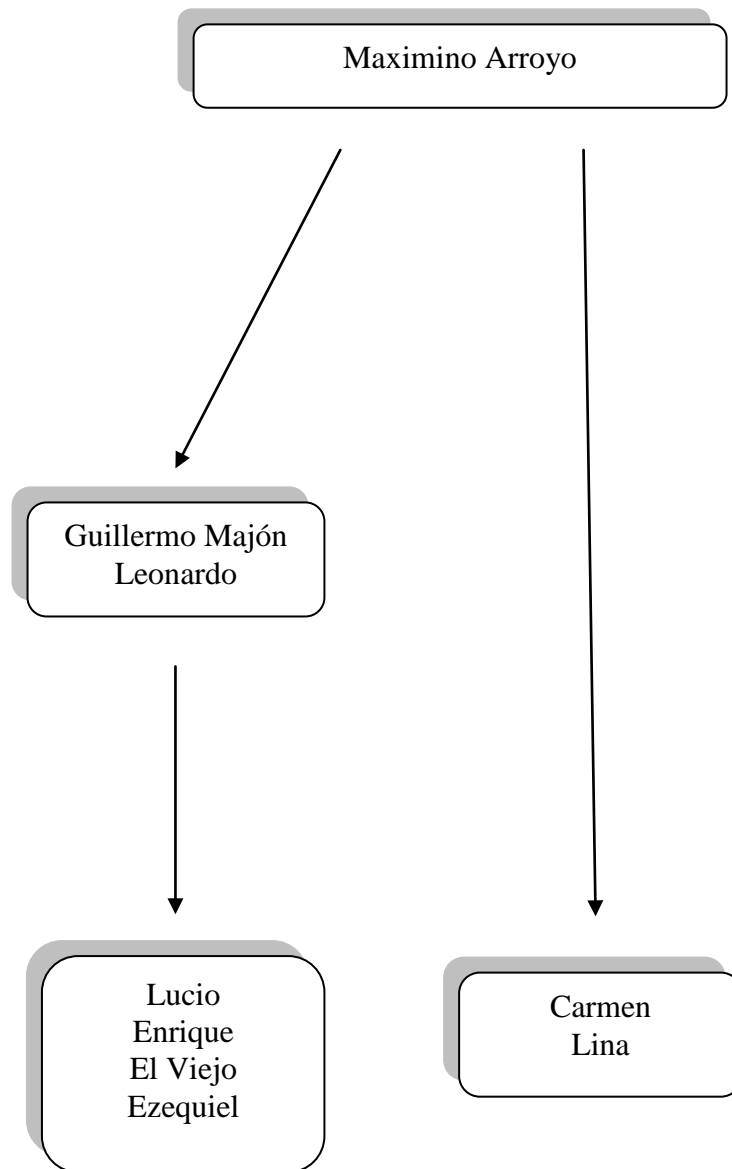 Maximino Arroyo
Guillermo Majón
Leonardo
Lucio
Enrique
El Viejo
Ezequiel
Carmen
Lina